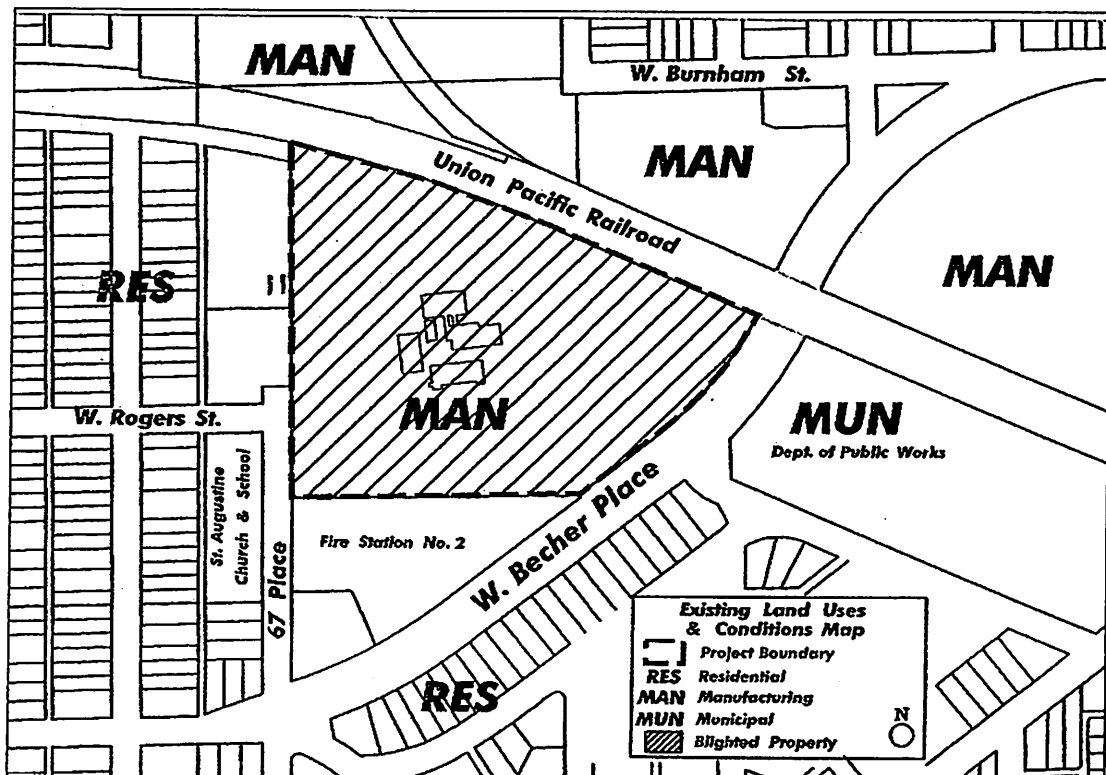 MAN
W. Burnham St.
MAN
Union Pacific Railroad
MAN
RES
MAN
W. Rogers St.
MUN
Dept. of Public Works
St. Augustine
Church & School
Fire Station No. 2
W. Becher Place
67 Place
RES
Existing Land Uses
& Conditions Map
Project Boundary
RES Residential
MAN Manufacturing
MUN Municipal
Blighted Property
N